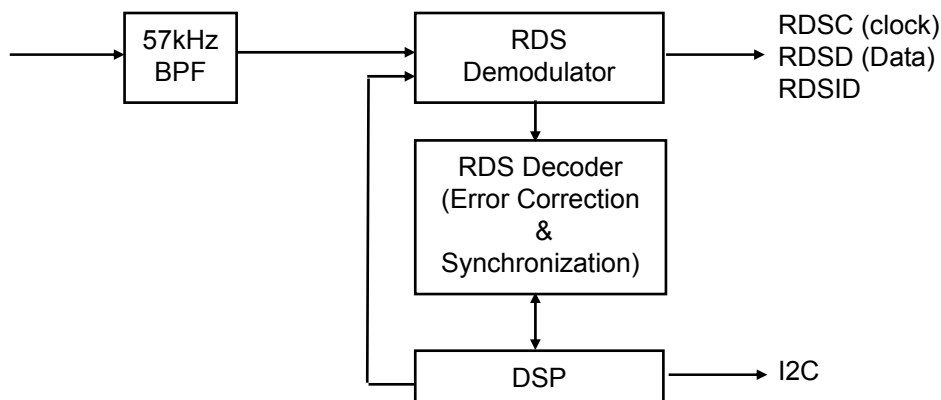 57kHz
BPF
RDS
Demodulator
RDSC (clock)
RDSD (Data)
RDSID
RDS Decoder
(Error Correction
&
Synchronization)
DSP
I2C